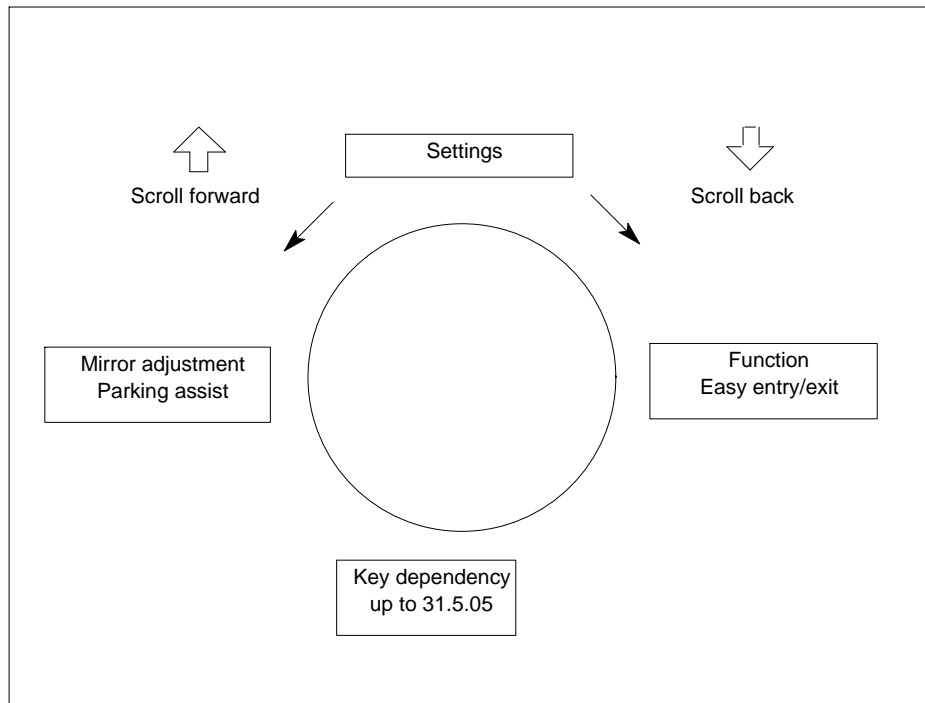 Settings
Scroll forward
Scroll back
Mirror adjustment
Parking assist
Function
Easy entry/exit
Key dependency
up to 31.5.05